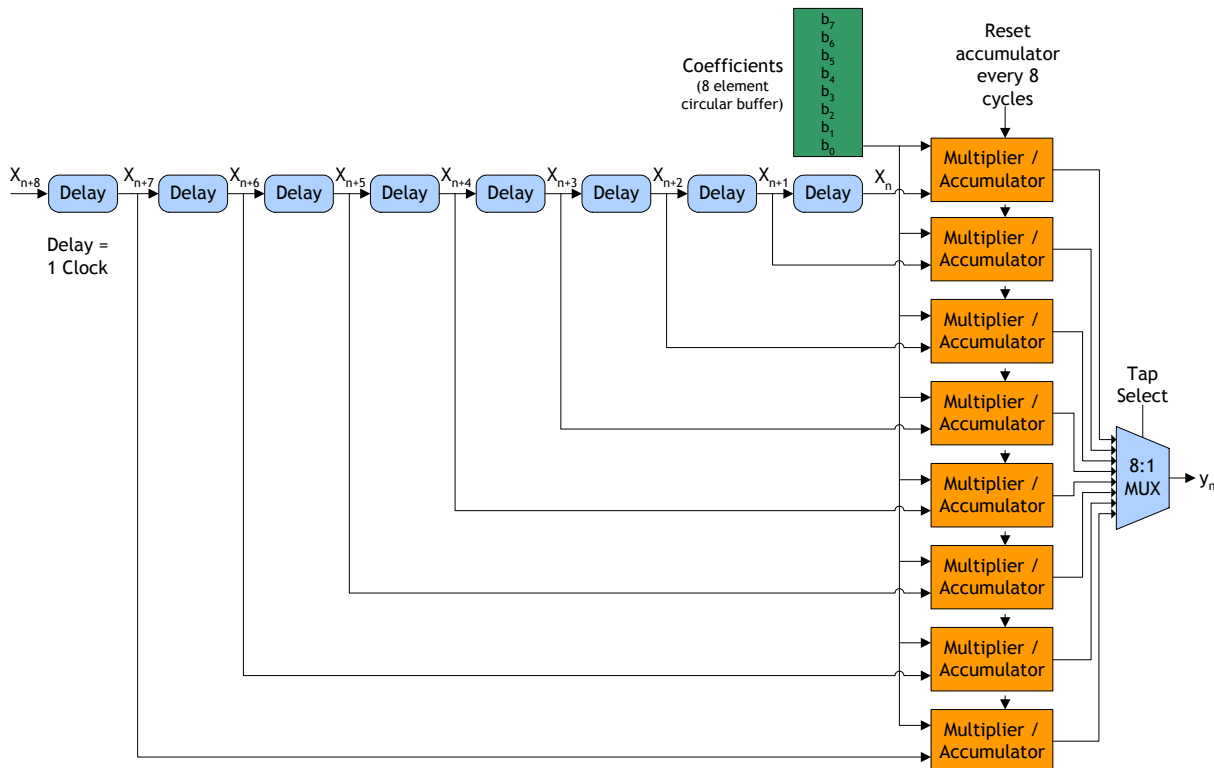 b7
b6
b5
b4
b3
b2
b1
b0
Coefficients
(8 element
circular buffer)
Reset
accumulator
every 8
cycles
Xn+8
Delay
Xn+7
Delay
Xn+6
Delay
Xn+5
Delay
Xn+4
Delay
Xn+3
Delay
Xn+2
Delay
Xn+1
Delay
Xn
Delay =
1 Clock
Multiplier /
Accumulator
Multiplier /
Accumulator
Multiplier /
Accumulator
Multiplier /
Accumulator
Multiplier /
Accumulator
Multiplier /
Accumulator
Multiplier /
Accumulator
Multiplier /
Accumulator
Tap
Select
8:1
MUX
yn